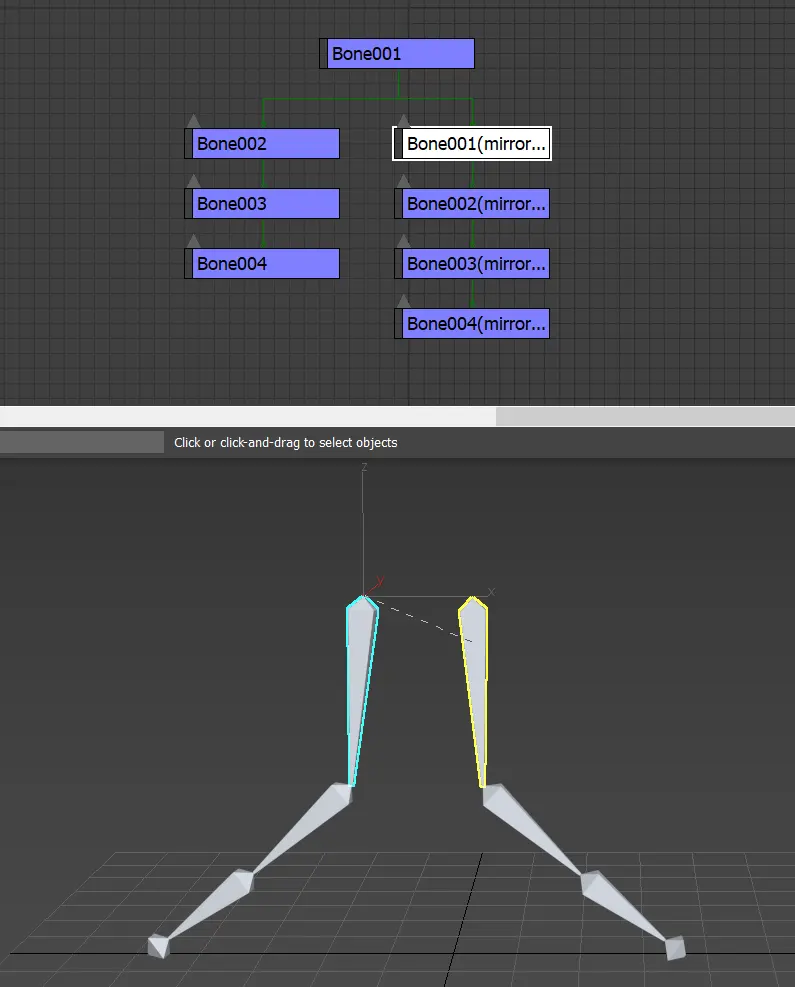 Bone001
Bone002
Bone001(mirror...
Bone003
Bone002(mirror...
Bone004
Bone003(mirror...
Bone004(mirror...
Click or click-and-drag to select objects
z
y
x